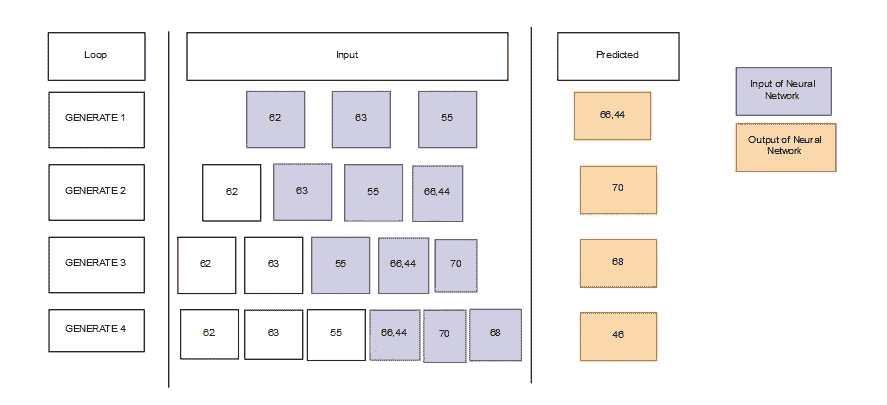 Loop
Input
Predicted
Input of Neural
Network
GENERATE 1
62
63
55
66,44
Output of Neural
Network
GENERATE 2
62
63
55
66,44
70
GENERATE 3
62
63
55
66,44
70
68
GENERATE 4
62
63
55
66,44
70
68
46